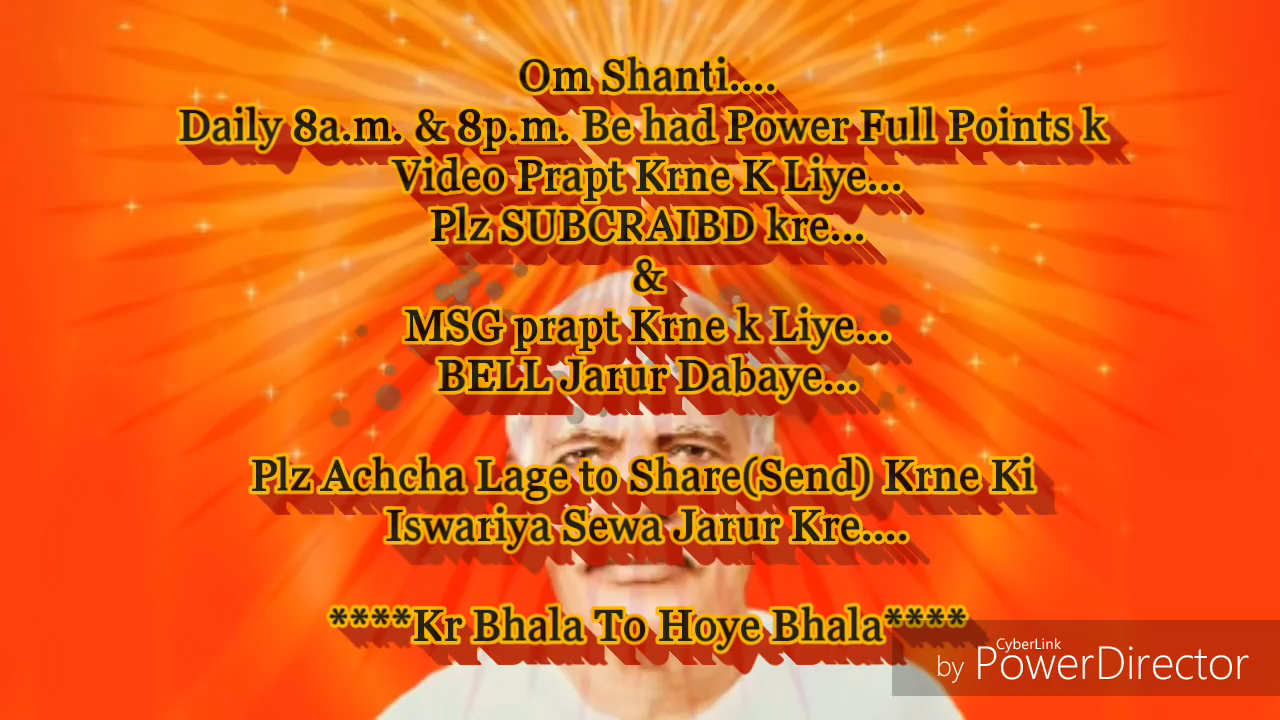 Om Shanti....
Daily 8a.m. & 8p.m. Be had Power Full Points k
Video Prapt Krne K Liye...
Plz SUBCRAIBD kre...
&
MSG prapt Krne k Liye...
BELL Jarur Dabaye...
Plz Achcha Lage to Share(Send) Krne Ki
Iswariya Sewa Jarur Kre....
****Kr Bhala To Hoye Bhala****
by CyberLink PowerDirector